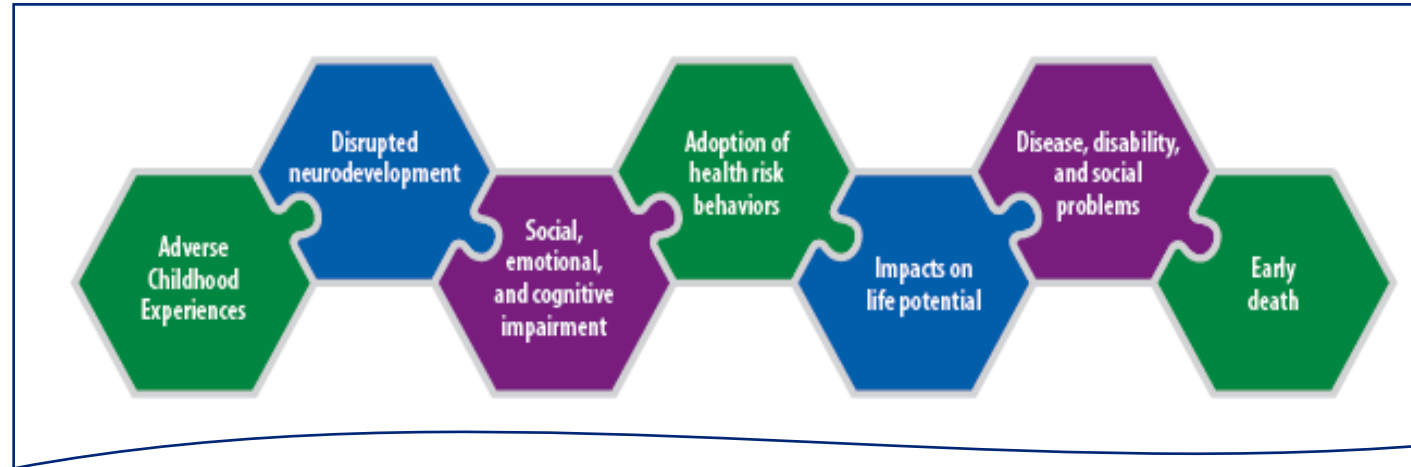 Adverse
Childhood
Experiences
Disrupted
neurodevelopment
Social,
emotional,
and cognitive
impairment
Adoption of
health risk
behaviors
Impacts on
life potential
Disease, disability,
and social
problems
Early
death